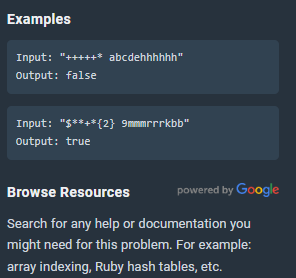 Examples
Input: "+++++* abcdehhhhhh"
Output: false
Input: "$**+*{2} 9mmmrrrkbb"
Output: true
Browse Resources
powered by Google
Search for any help or documentation you
might need for this problem. For example:
array indexing, Ruby hash tables, etc.